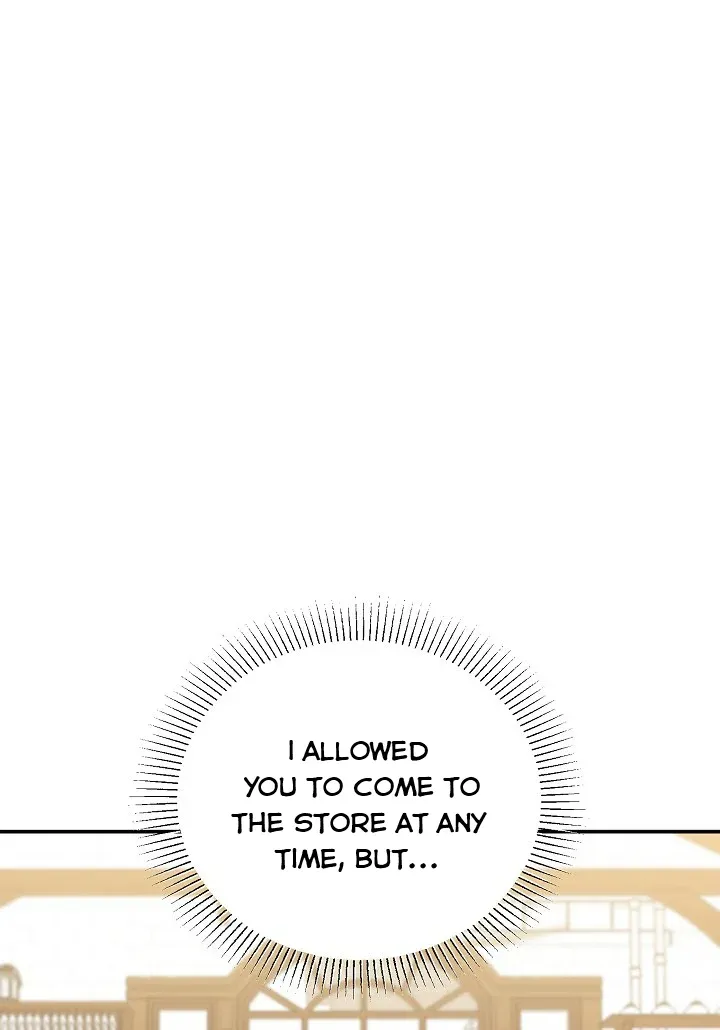 I ALLOWED
YOU TO COME TO
THE STORE AT ANY
TIME, BUT...